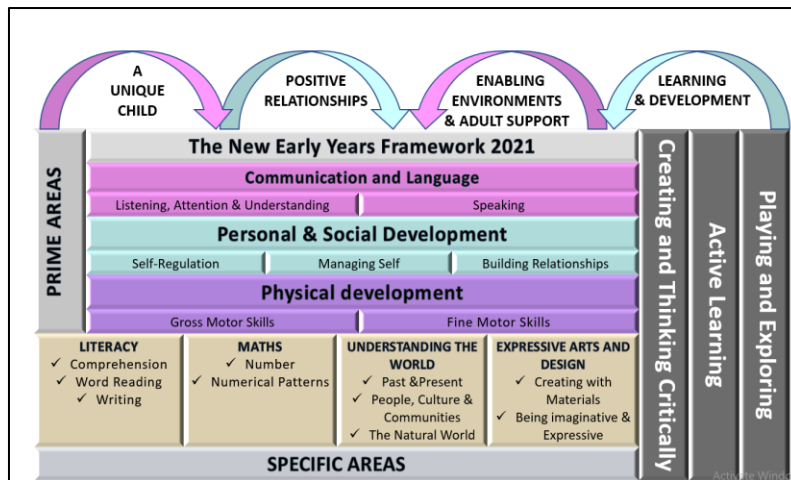 A
UNIQUE
CHILD
POSITIVE
RELATIONSHIPS
ENABLING
ENVIRONMENTS
& ADULT SUPPORT
LEARNING
& DEVELOPMENT
PRIME AREAS
The New Early Years Framework 2021
Communication and Language
Listening, Attention & Understanding
Speaking
Personal & Social Development
Self-Regulation
Managing Self
Building Relationships
Physical development
Gross Motor Skills
Fine Motor Skills
LITERACY
✓ Comprehension
✓ Word Reading
✓ Writing
MATHS
✓ Number
✓ Numerical Patterns
UNDERSTANDING THE
WORLD
✓ Past &Present
✓ People, Culture &
Communities
✓ The Natural World
EXPRESSIVE ARTS AND
DESIGN
✓ Creating with
Materials
✓ Being imaginative &
Expressive
SPECIFIC AREAS
Creating and Thinking Critically
Active Learning
Playing and Exploring
Activate Windo